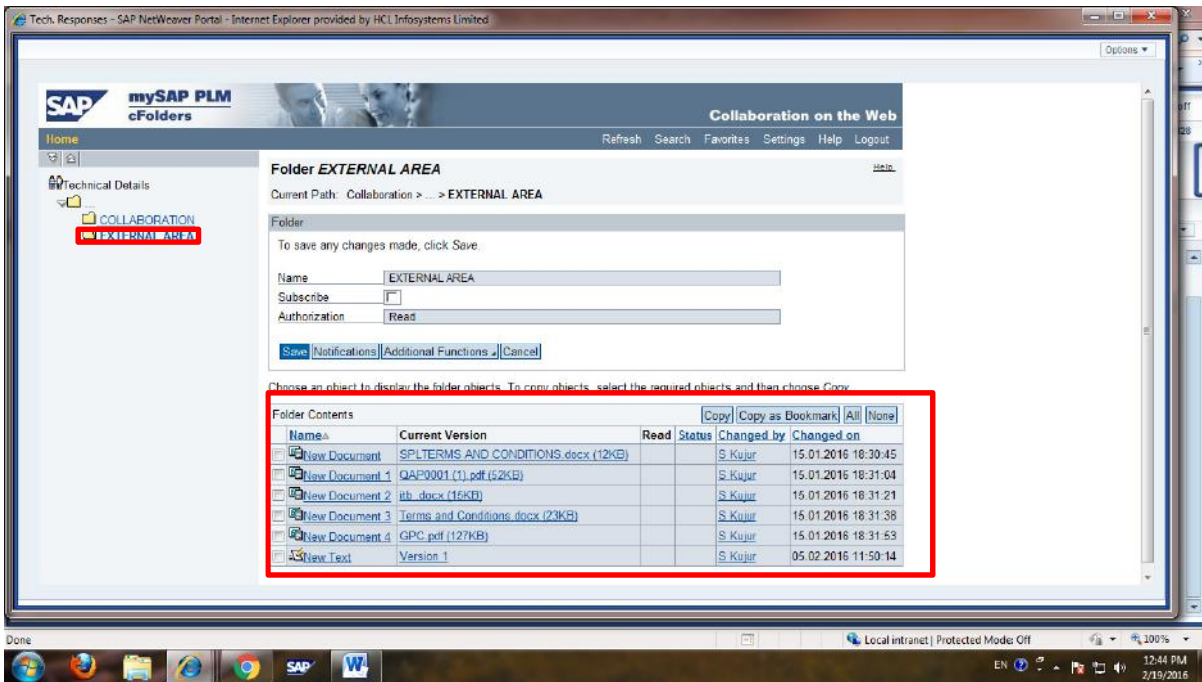 Tech. Responses - SAP NetWeaver Portal - Internet Explorer provided by HCL Infosystems Limited
Options
SAP
mySAP PLM
cFolders
Collaboration on the Web
Home
Refresh Search Favorites Settings Help Logout
Technical Details
...
COLLABORATION
EXTERNAL AREA
Folder EXTERNAL AREA
Help
Current Path: Collaboration > ... > EXTERNAL AREA
Folder
To save any changes made, click Save.
Name EXTERNAL AREA
Subscribe
Authorization Read
Save Notifications Additional Functions Cancel
Choose an object to display the folder objects. To copy objects, select the required objects and then choose Copy
Folder Contents Copy Copy as Bookmark All None
Name Current Version Read Status Changed by Changed on
New Document SPLTERMS AND CONDITIONS.docx (12KB) S Kujur 15.01.2016 18:30:45
New Document 1 QAP0001 (1).pdf (52KB) S Kujur 15.01.2016 18:31:04
New Document 2 itb .docx (15KB) S Kujur 15.01.2016 18:31:21
New Document 3 Terms and Conditions.docx (23KB) S Kujur 15.01.2016 18:31:38
New Document 4 GPC.pdf (127KB) S Kujur 15.01.2016 18:31:53
New Text Version 1 S Kujur 05.02.2016 11:50:14
Done
Local intranet | Protected Mode: Off
100%
SAP
EN
12:44 PM
2/19/2016